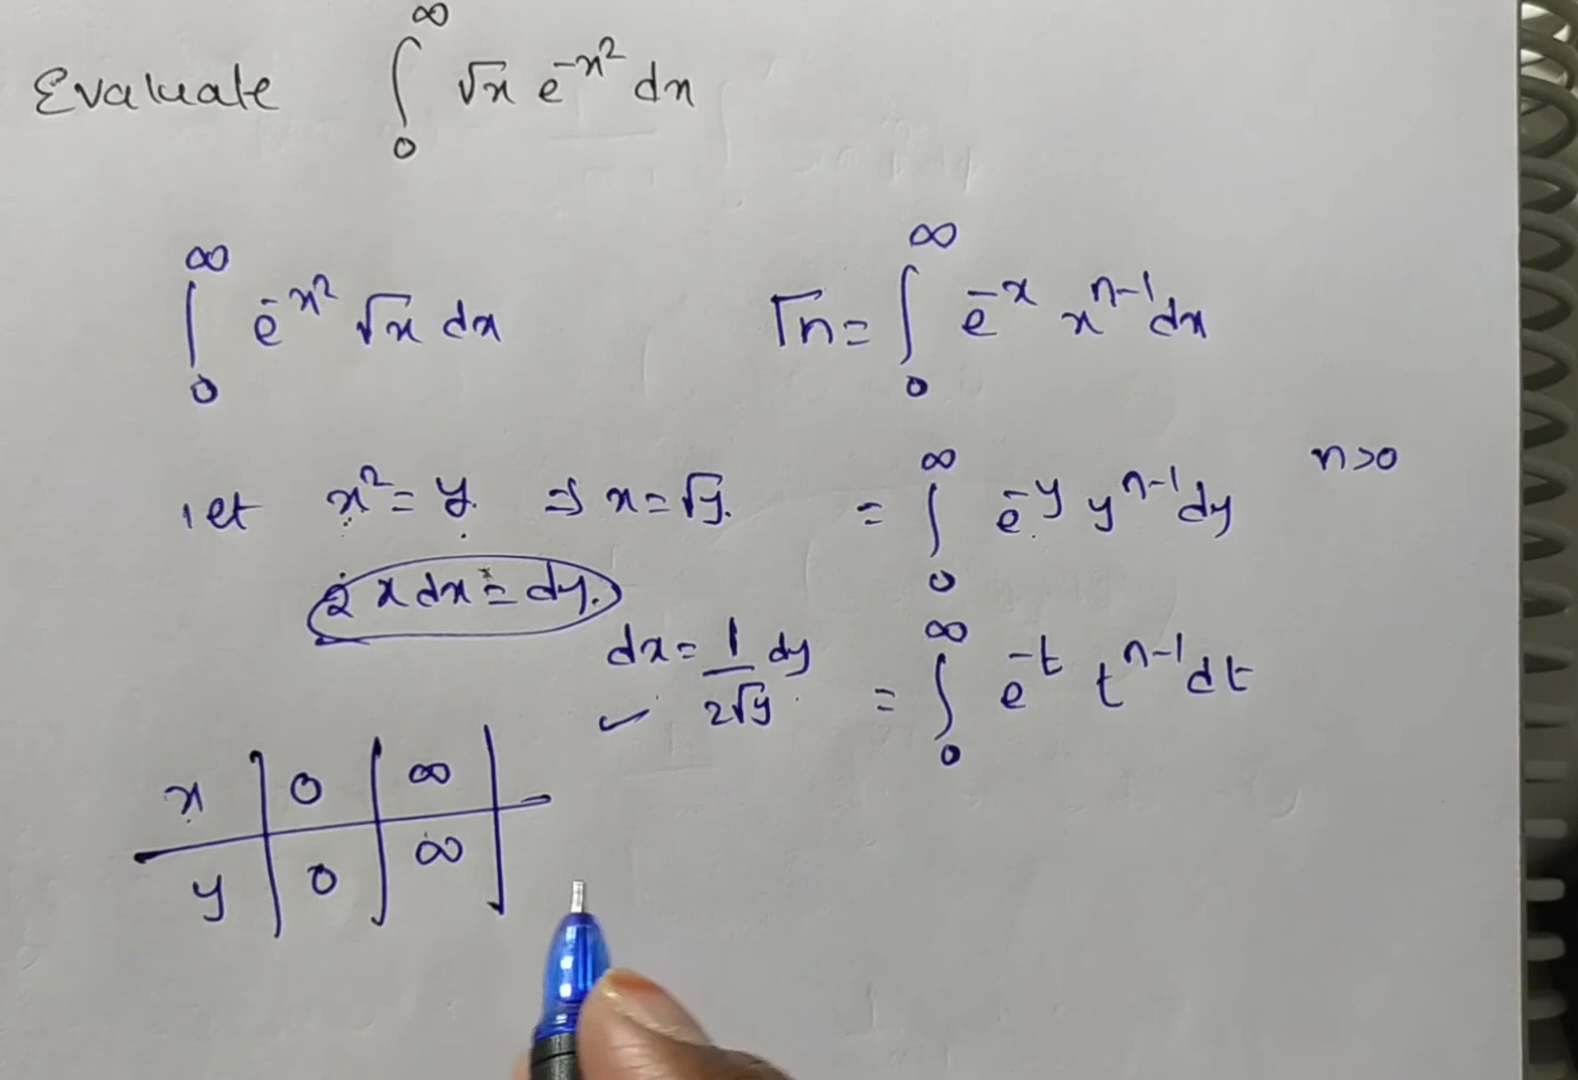 Evaluate ∫₀^∞ √x e^{-x²} dx
∫₀^∞ e^{-x²} √x dx
Γn = ∫₀^∞ e^{-x} x^{n-1} dx
n>0
let x² = y. ⇒ x = √y.
= ∫₀^∞ e^{-y} y^{n-1} dy
2 x dx = dy.
dx = 1/(2√y) dy
✓
= ∫₀^∞ e^{-t} t^{n-1} dt
x | 0 | ∞ |
y | 0 | ∞ |